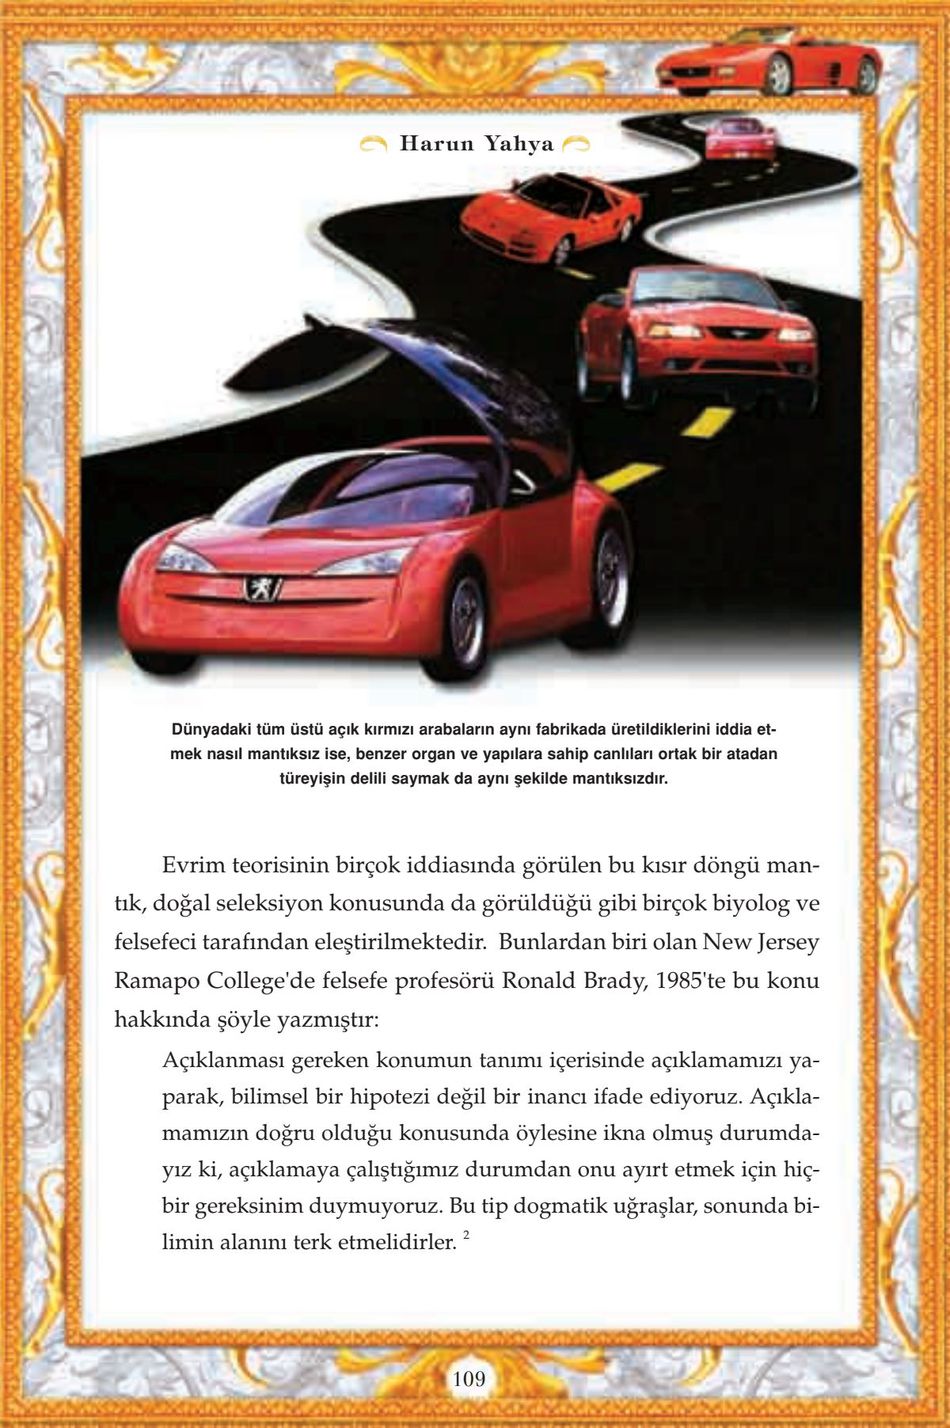 Harun Yahya
Dünyadaki tüm üstü açık kırmızı arabaların aynı fabrikada üretildiklerini iddia et-
mek nasıl mantıksız ise, benzer organ ve yapılara sahip canlıları ortak bir atadan
türeyişin delili saymak da aynı şekilde mantıksızdır.
Evrim teorisinin birçok iddiasında görülen bu kısır döngü man-
tık, doğal seleksiyon konusunda da görüldüğü gibi birçok biyolog ve
felsefeci tarafından eleştirilmektedir. Bunlardan biri olan New Jersey
Ramapo College'de felsefe profesörü Ronald Brady, 1985'te bu konu
hakkında şöyle yazmıştır:
Açıklanması gereken konumun tanımı içerisinde açıklamamızı ya-
parak, bilimsel bir hipotezi değil bir inancı ifade ediyoruz. Açıkla-
mamızın doğru olduğu konusunda öylesine ikna olmuş durumda-
yız ki, açıklamaya çalıştığımız durumdan onu ayırt etmek için hiç-
bir gereksinim duymuyoruz. Bu tip dogmatik uğraşlar, sonunda bi-
limin alanını terk etmelidirler. 2
109